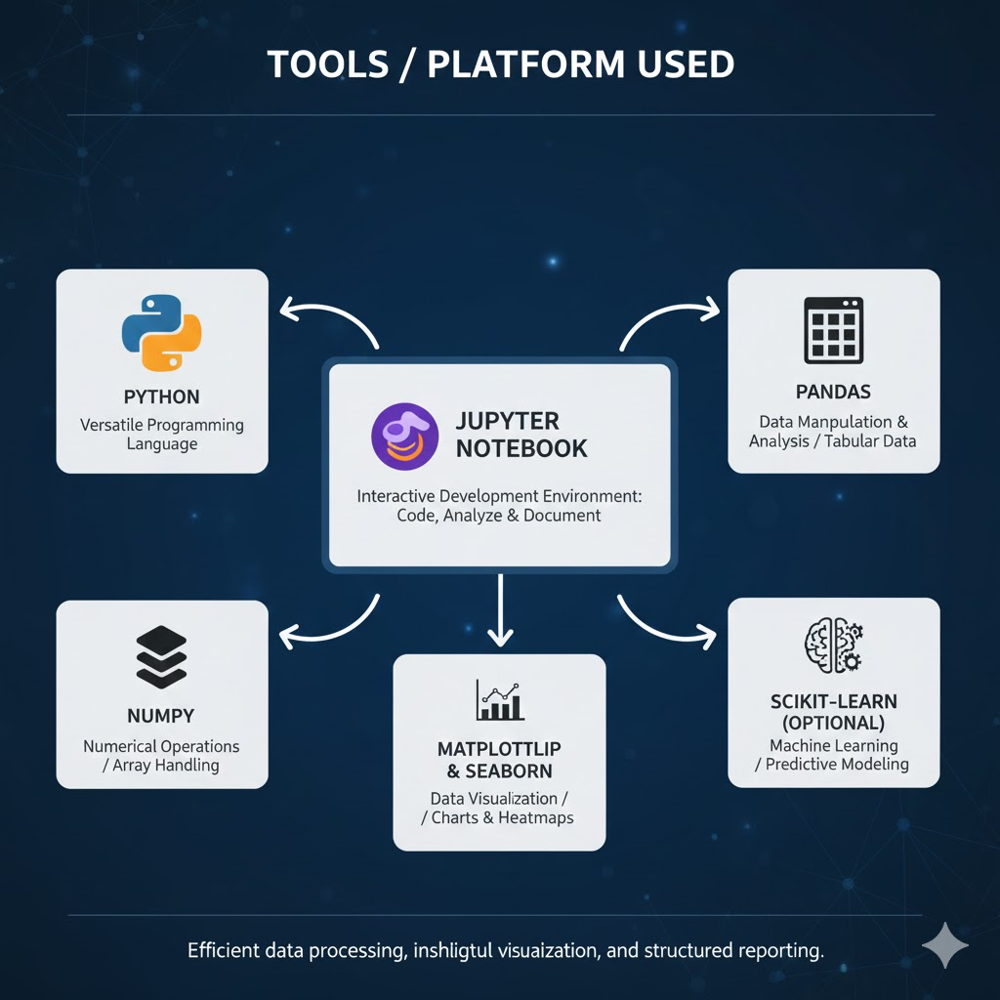 TOOLS / PLATFORM USED
PYTHON
Versatile Programming
Language
PANDAS
Data Manpulation &
Analysis / Tabular Data
JUPYTER
NOTEBOOK
Interactive Development Environment:
Code, Analyze & Document
NUMPY
Numerical Operations
/ Array Handling
MATPLOTTLIP
& SEABORN
Data Visualization /
/ Charts & Heatmaps
SCIKIT-LEARN
(OPTIONAL)
Machine Learning
/ Predictive Modeling
Efficient data processing, inshligtul visuaization, and structured reporting.